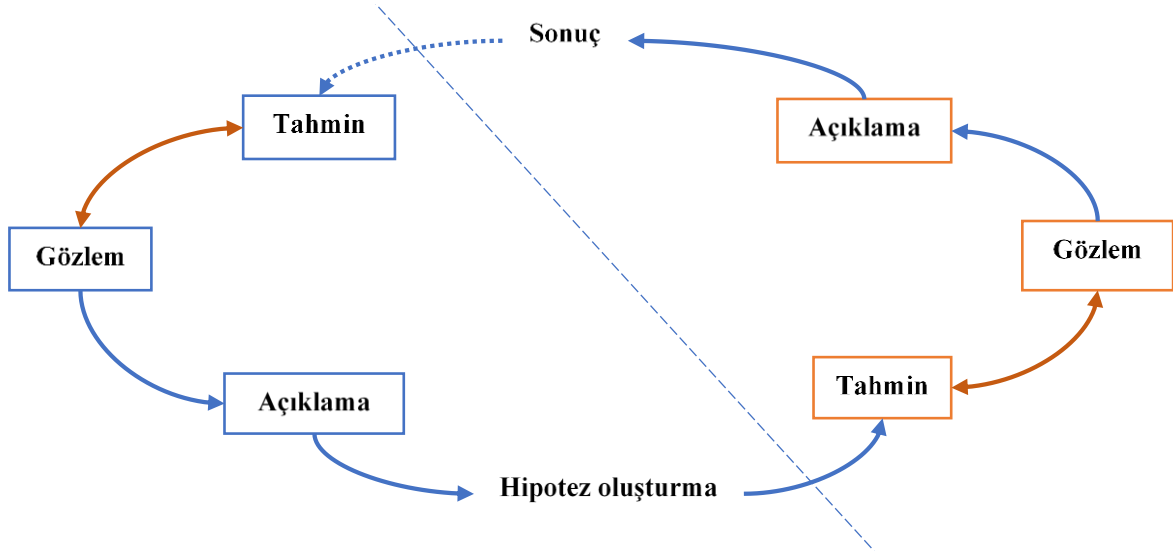 Sonuç
Tahmin
Açıklama
Gözlem
Gözlem
Tahmin
Açıklama
Hipotez oluşturma